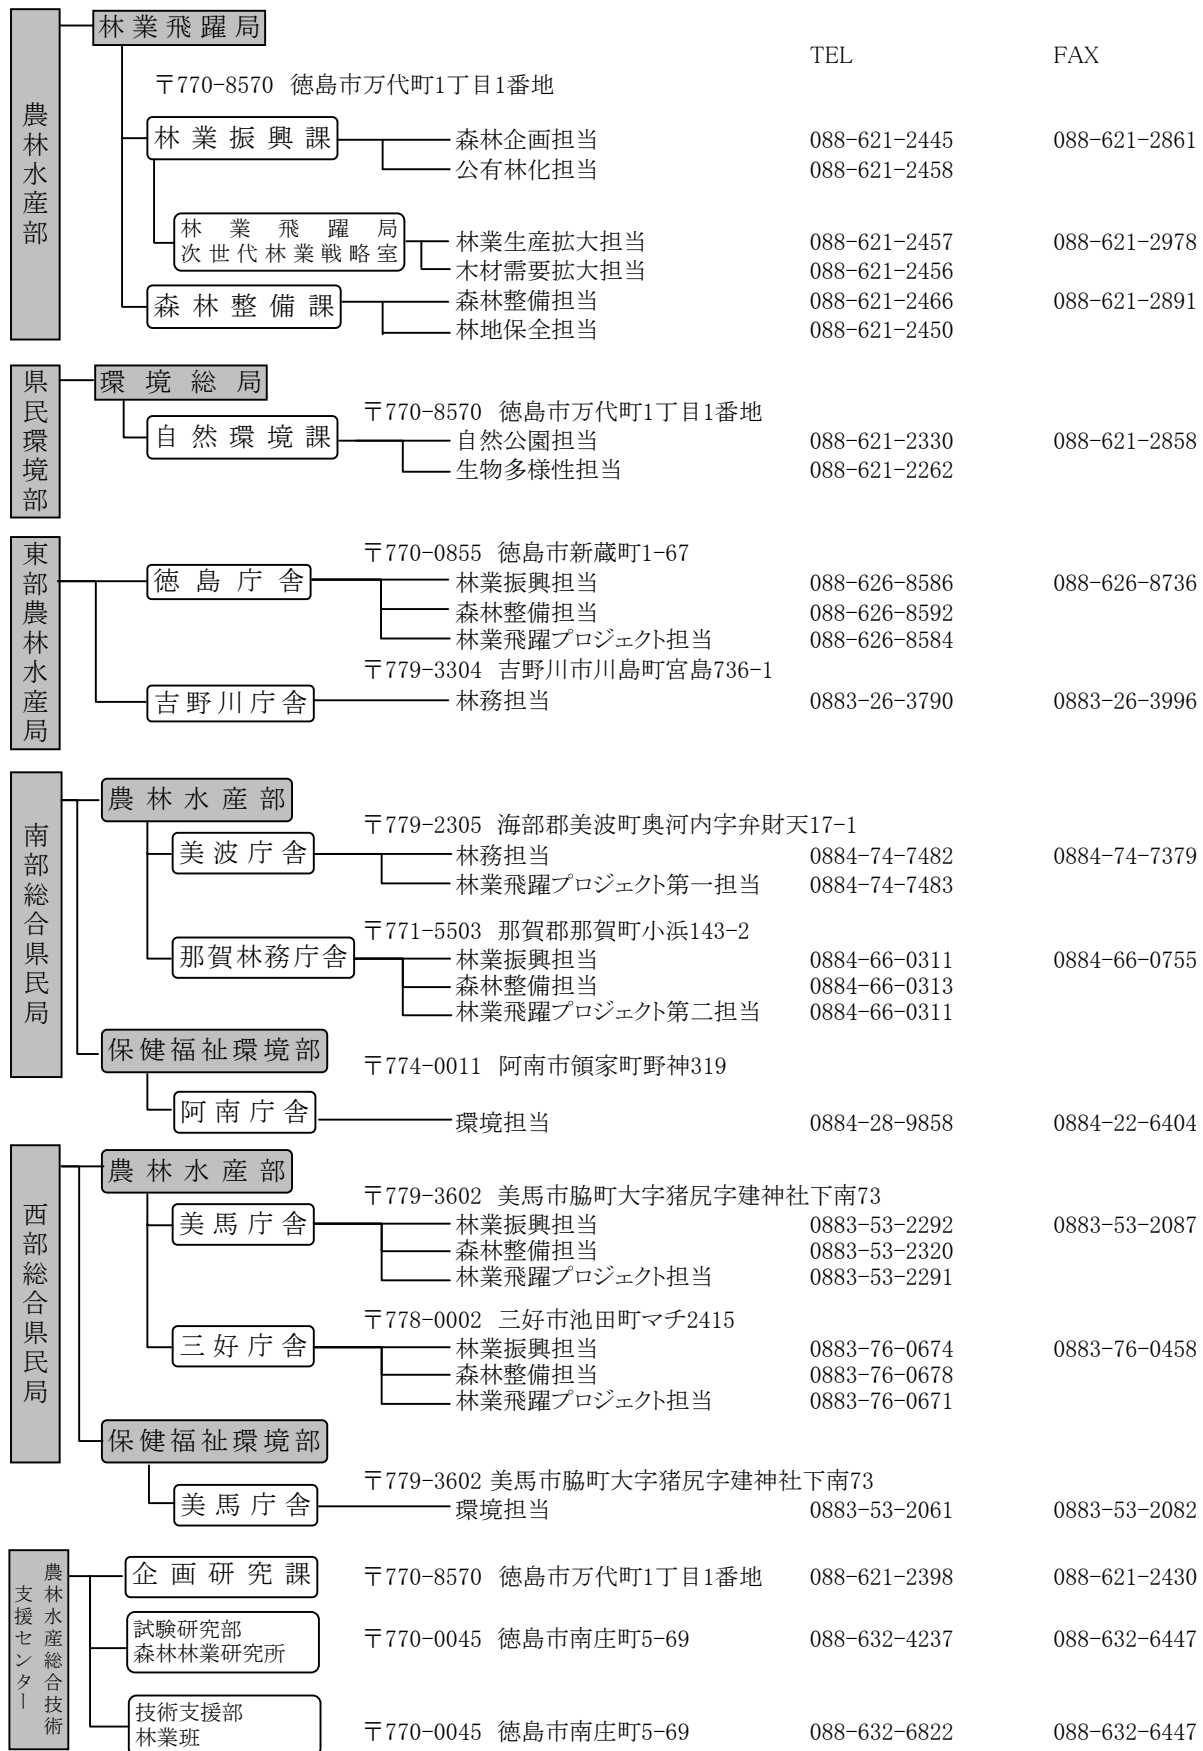 農林水産部
林業飛躍局
TEL FAX
〒770-8570 徳島市万代町1丁目1番地
林業振興課 森林企画担当 088-621-2445 088-621-2861
公有林化担当 088-621-2458
林業飛躍局
次世代林業戦略室
林業生産拡大担当 088-621-2457 088-621-2978
木材需要拡大担当 088-621-2456
森林整備課 森林整備担当 088-621-2466 088-621-2891
林地保全担当 088-621-2450
県民環境部
環境総局
〒770-8570 徳島市万代町1丁目1番地
自然環境課 自然公園担当 088-621-2330 088-621-2858
生物多様性担当 088-621-2262
東部農林水産局
〒770-0855 徳島市新蔵町1-67
徳島庁舎 林業振興担当 088-626-8586 088-626-8736
森林整備担当 088-626-8592
林業飛躍プロジェクト担当 088-626-8584
〒779-3304 吉野川市川島町宮島736-1
吉野川庁舎 林務担当 0883-26-3790 0883-26-3996
南部総合県民局
農林水産部
〒779-2305 海部郡美波町奥河内字弁財天17-1
美波庁舎 林務担当 0884-74-7482 0884-74-7379
林業飛躍プロジェクト第一担当 0884-74-7483
〒771-5503 那賀郡那賀町小浜143-2
那賀林務庁舎 林業振興担当 0884-66-0311 0884-66-0755
森林整備担当 0884-66-0313
林業飛躍プロジェクト第二担当 0884-66-0311
保健福祉環境部
〒774-0011 阿南市領家町野神319
阿南庁舎 環境担当 0884-28-9858 0884-22-6404
西部総合県民局
農林水産部
〒779-3602 美馬市脇町大字猪尻字建神社下南73
美馬庁舎 林業振興担当 0883-53-2292 0883-53-2087
森林整備担当 0883-53-2320
林業飛躍プロジェクト担当 0883-53-2291
〒778-0002 三好市池田町マチ2415
三好庁舎 林業振興担当 0883-76-0674 0883-76-0458
森林整備担当 0883-76-0678
林業飛躍プロジェクト担当 0883-76-0671
保健福祉環境部
〒779-3602 美馬市脇町大字猪尻字建神社下南73
美馬庁舎 環境担当 0883-53-2061 0883-53-2082
農林水産総合技術
支援センター
企画研究課 〒770-8570 徳島市万代町1丁目1番地 088-621-2398 088-621-2430
試験研究部
森林林業研究所
〒770-0045 徳島市南庄町5-69 088-632-4237 088-632-6447
技術支援部
林業班
〒770-0045 徳島市南庄町5-69 088-632-6822 088-632-6447